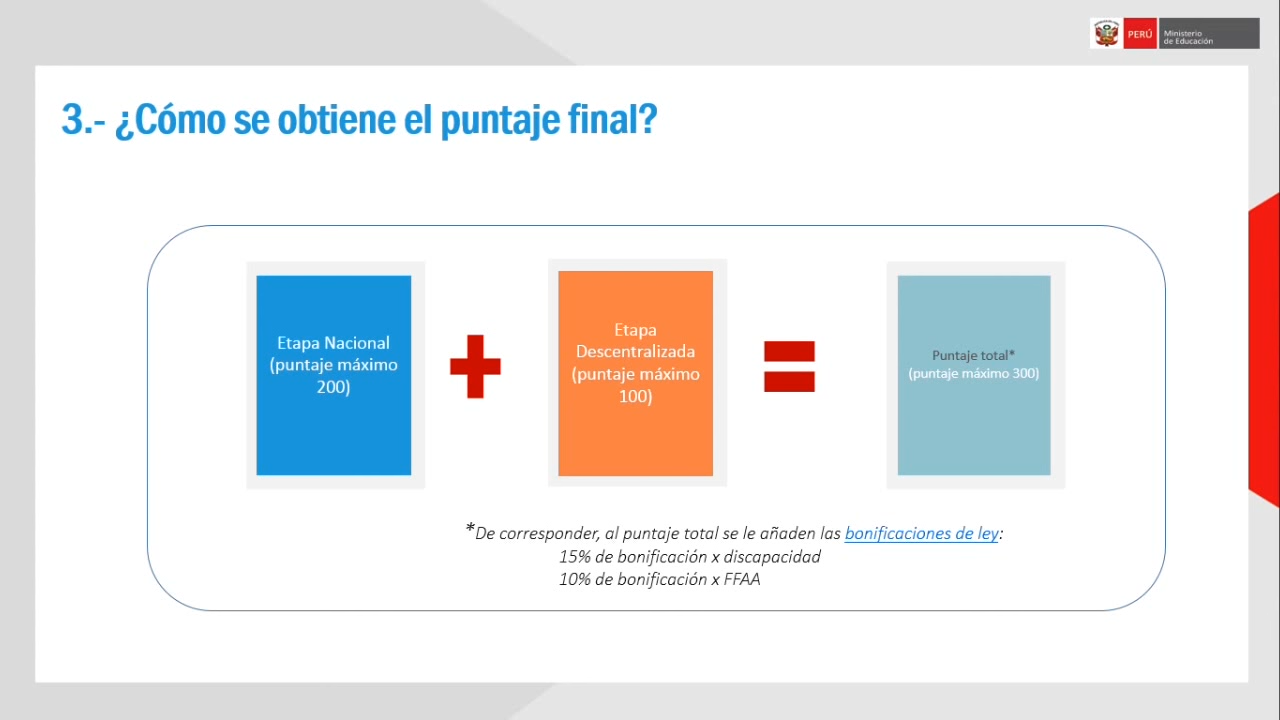 PERÚ
Ministerio
de Educación
3.- ¿Cómo se obtiene el puntaje final?
Etapa Nacional
(puntaje máximo
200)
Etapa
Descentralizada
(puntaje máximo
100)
Puntaje total*
(puntaje máximo 300)
*De corresponder, al puntaje total se le añaden las bonificaciones de ley:
15% de bonificación x discapacidad
10% de bonificación x FFAA